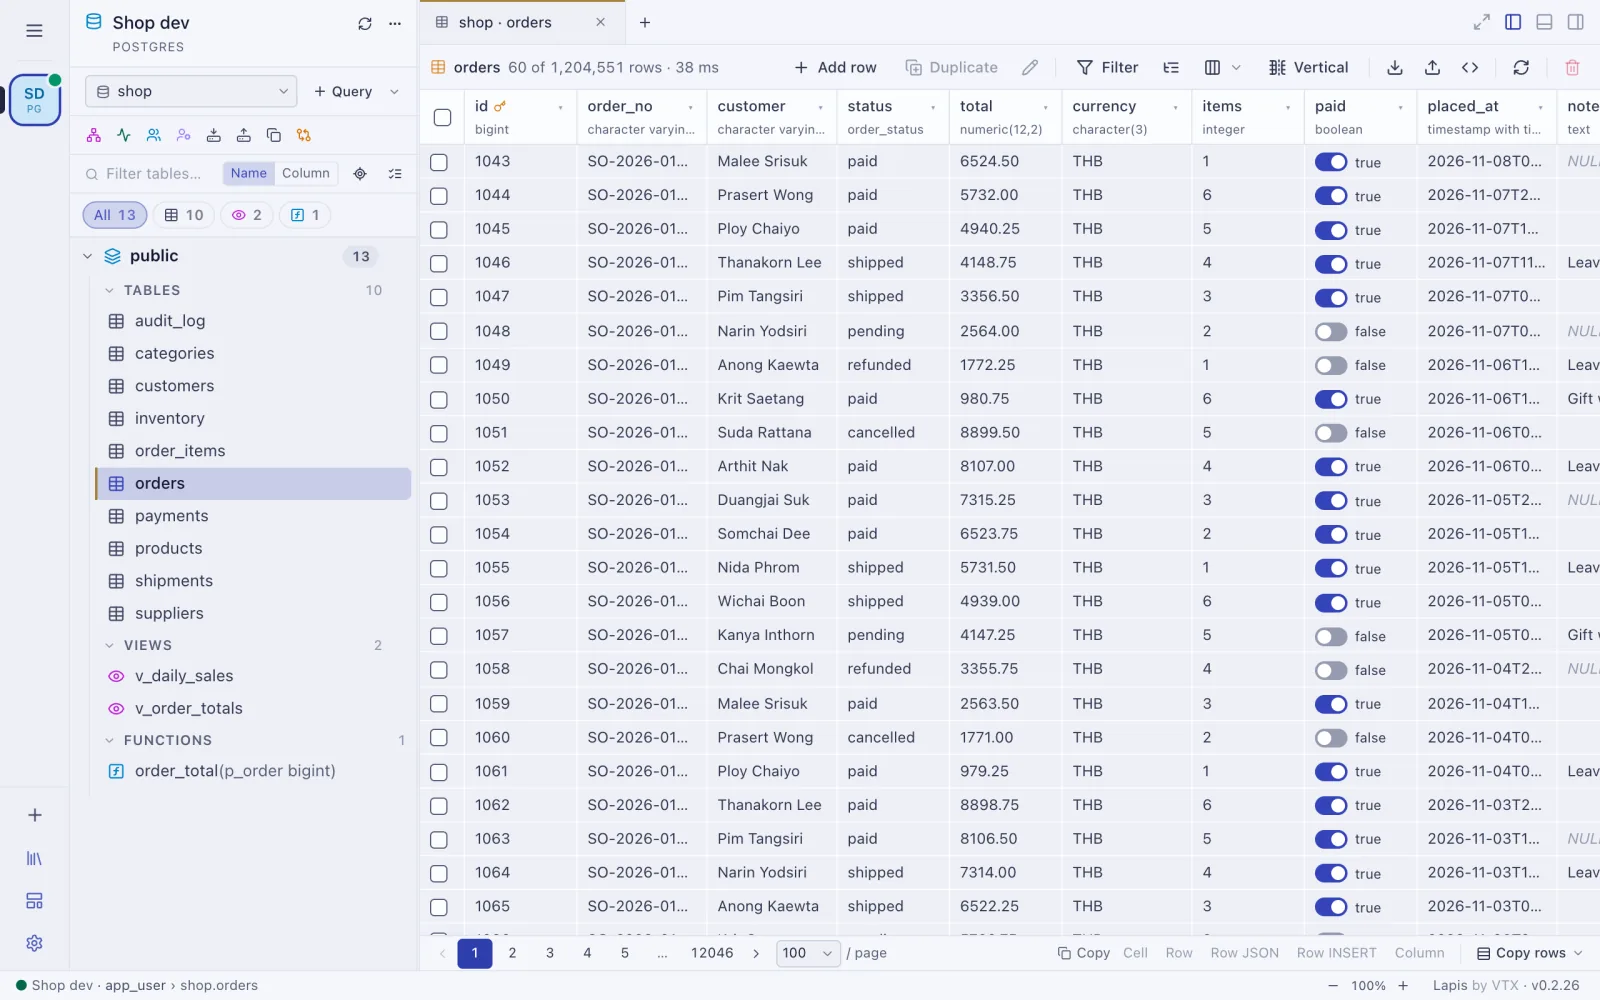 Shop dev
POSTGRES
SD
PG
shop
Query
Filter tables...
Name
Column
All 13
10
2
1
public
13
TABLES
10
audit_log
categories
customers
inventory
order_items
orders
payments
products
shipments
suppliers
VIEWS
2
v_daily_sales
v_order_totals
FUNCTIONS
1
order_total(p_order bigint)
shop · orders
orders 60 of 1,204,551 rows · 38 ms
Add row
Duplicate
Filter
Vertical
id order_no customer status total currency items paid placed_at note
bigint character varyin... character varyin... order_status numeric(12,2) character(3) integer boolean timestamp with ti... text
1043 SO-2026-01... Malee Srisuk paid 6524.50 THB 1 true 2026-11-08T0...
1044 SO-2026-01... Prasert Wong paid 5732.00 THB 6 true 2026-11-07T2...
1045 SO-2026-01... Ploy Chaiyo paid 4940.25 THB 5 true 2026-11-07T1...
1046 SO-2026-01... Thanakorn Lee shipped 4148.75 THB 4 true 2026-11-07T11... Leav
1047 SO-2026-01... Pim Tangsiri shipped 3356.50 THB 3 true 2026-11-07T0...
1048 SO-2026-01... Narin Yodsiri pending 2564.00 THB 2 false 2026-11-07T0...
1049 SO-2026-01... Anong Kaewta refunded 1772.25 THB 1 false 2026-11-06T1... Leav
1050 SO-2026-01... Krit Saetang paid 980.75 THB 6 true 2026-11-06T1... Gift
1051 SO-2026-01... Suda Rattana cancelled 8899.50 THB 5 false 2026-11-06T0...
1052 SO-2026-01... Arthit Nak paid 8107.00 THB 4 true 2026-11-06T0... Leav
1053 SO-2026-01... Duangjai Suk paid 7315.25 THB 3 true 2026-11-05T2...
1054 SO-2026-01... Somchai Dee paid 6523.75 THB 2 true 2026-11-05T1...
1055 SO-2026-01... Nida Phrom shipped 5731.50 THB 1 true 2026-11-05T1... Leav
1056 SO-2026-01... Wichai Boon shipped 4939.00 THB 6 true 2026-11-05T0...
1057 SO-2026-01... Kanya Inthorn pending 4147.25 THB 5 false 2026-11-05T0... Gift
1058 SO-2026-01... Chai Mongkol refunded 3355.75 THB 4 false 2026-11-04T2...
1059 SO-2026-01... Malee Srisuk paid 2563.50 THB 3 true 2026-11-04T1...
1060 SO-2026-01... Prasert Wong cancelled 1771.00 THB 2 false 2026-11-04T0...
1061 SO-2026-01... Ploy Chaiyo paid 979.25 THB 1 true 2026-11-04T0... Leav
1062 SO-2026-01... Thanakorn Lee paid 8898.75 THB 6 true 2026-11-03T2...
1063 SO-2026-01... Pim Tangsiri paid 8106.50 THB 5 true 2026-11-03T1...
1064 SO-2026-01... Narin Yodsiri shipped 7314.00 THB 4 true 2026-11-03T1... Leav
1065 SO-2026-01... Anong Kaewta shipped 6522.25 THB 3 true 2026-11-03T0...
1 2 3 4 5 ... 12046 100 / page
Copy Cell Row Row JSON Row INSERT Column Copy rows
Shop dev · app_user › shop.orders
100%
Lapis by VTX · v0.2.26